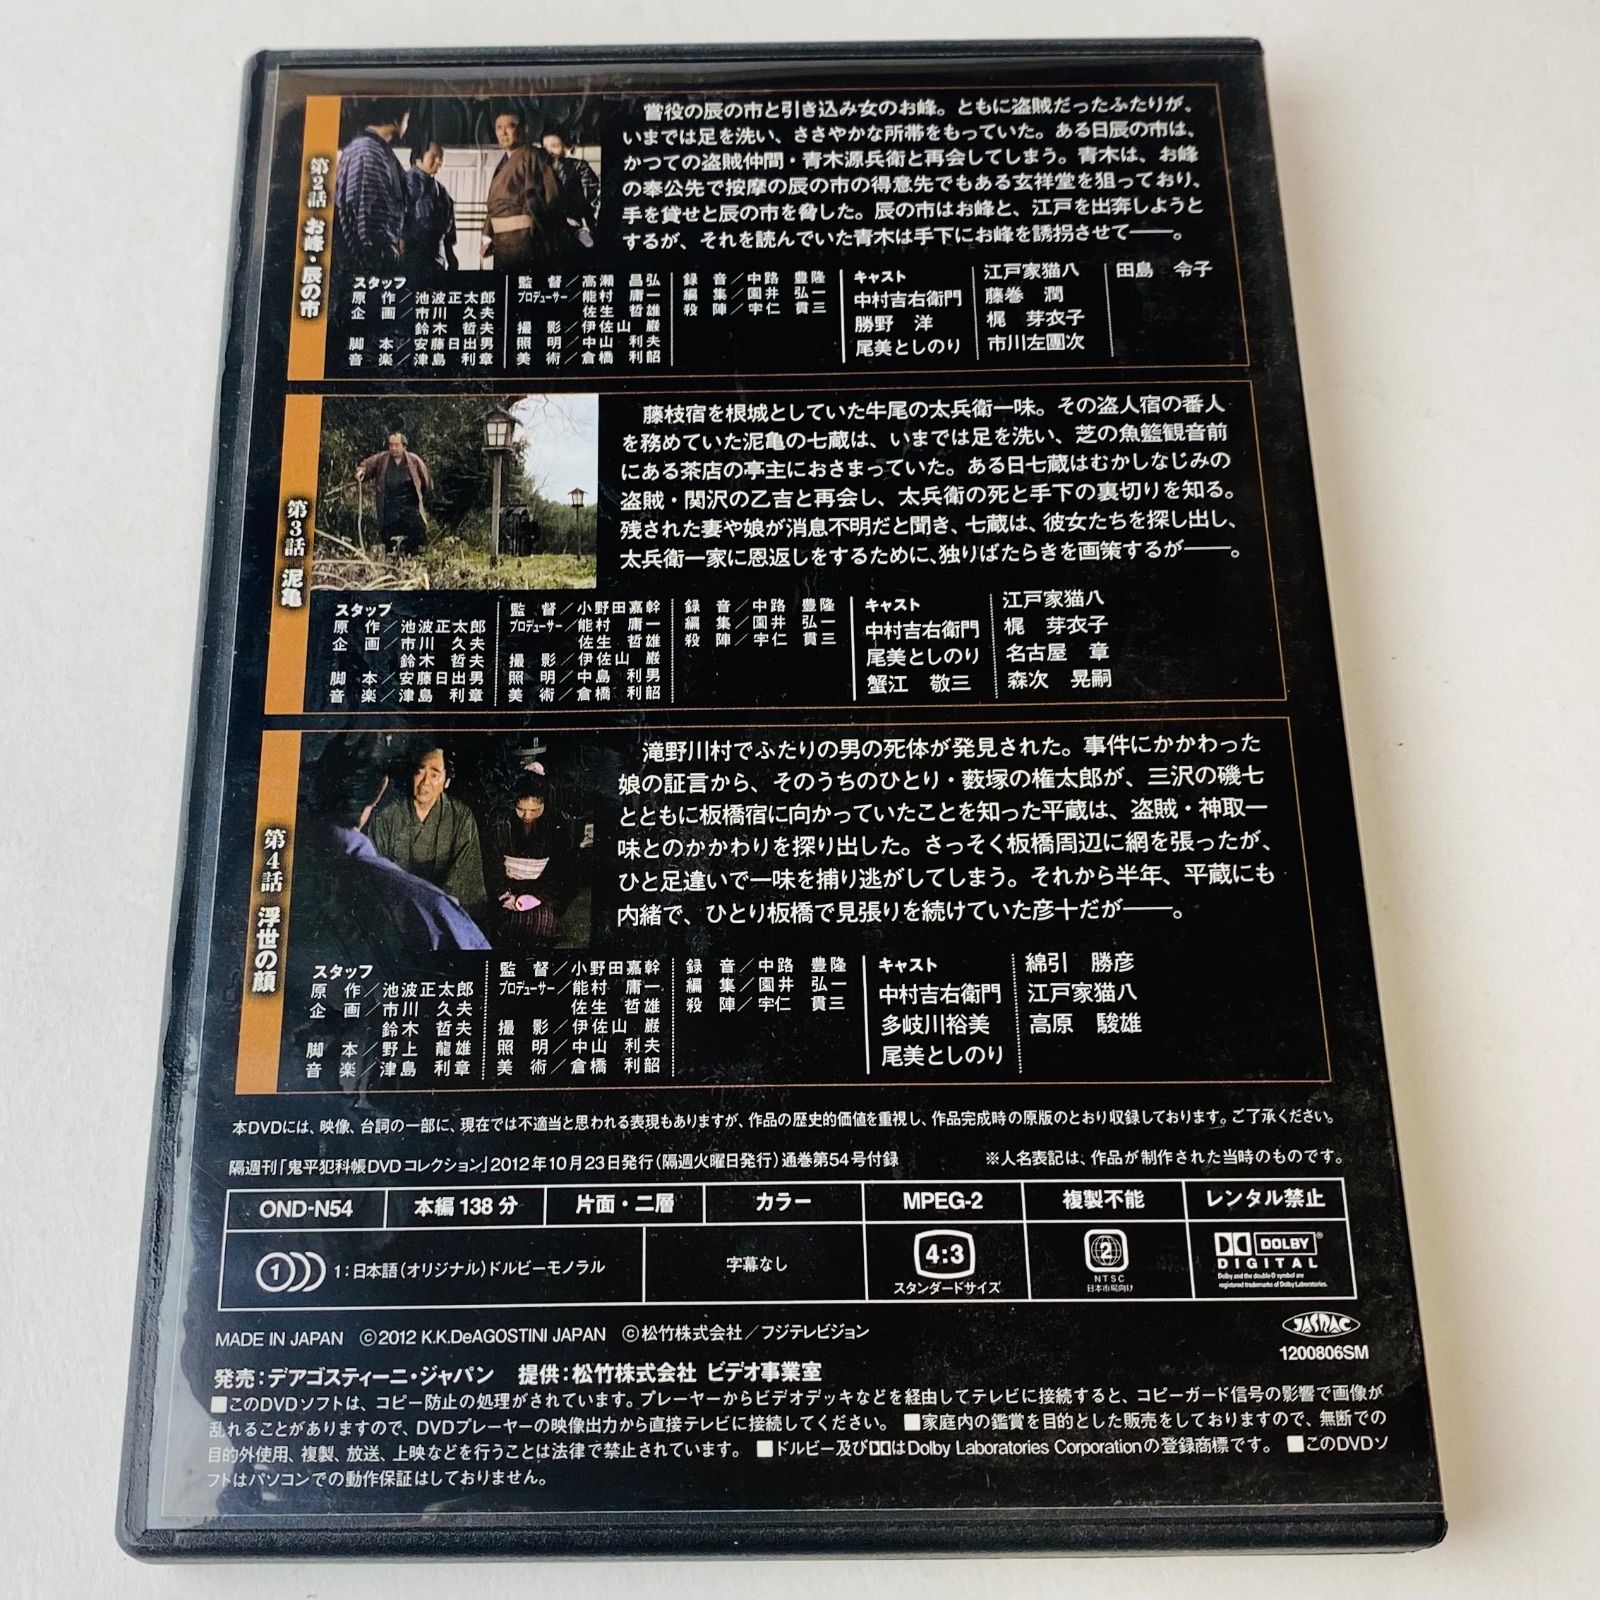 第2話 お峰・辰の市
嘗役の辰の市と引き込み女のお峰。ともに盗賊だったふたりが、
いまでは足を洗い、ささやかな所帯をもっていた。ある日辰の市は、
かつての盗賊仲間・青木源兵衛と再会してしまう。青木は、お峰
の奉公先で按摩の辰の市の得意先でもある玄祥堂を狙っており、
手を貸せと辰の市を脅した。辰の市はお峰と、江戸を出奔しようと
するが、それを読んでいた青木は手下にお峰を誘拐させて――。
スタッフ
原 作／池波正太郎
企 画／市川 久夫
鈴木 哲夫
脚 本／安藤日出男
音 楽／津島 利章
監 督／高瀬 昌弘
プロデューサー／能村 庸一
佐生 哲雄
撮 影／伊佐山 巌
照 明／中山 利夫
美 術／倉橋 利韶
録 音／中路 豊隆
編 集／園井 弘一
殺 陣／宇仁 貫三
キャスト
中村吉右衛門
勝野 洋
尾美としのり
江戸家猫八
藤巻 潤
梶 芽衣子
市川左團次
田島 令子
第3話 泥亀
藤枝宿を根城としていた牛尾の太兵衛一味。その盗人宿の番人
を務めていた泥亀の七蔵は、いまでは足を洗い、芝の魚籃観音前
にある茶店の亭主におさまっていた。ある日七蔵はむかしなじみの
盗賊・関沢の乙吉と再会し、太兵衛の死と手下の裏切りを知る。
残された妻や娘が消息不明だと聞き、七蔵は、彼女たちを探し出し、
太兵衛一家に恩返しをするために、独りばたらきを画策するが――。
スタッフ
原 作／池波正太郎
企 画／市川 久夫
鈴木 哲夫
脚 本／安藤日出男
音 楽／津島 利章
監 督／小野田嘉幹
プロデューサー／能村 庸一
佐生 哲雄
撮 影／伊佐山 巌
照 明／中島 利男
美 術／倉橋 利韶
録 音／中路 豊隆
編 集／園井 弘一
殺 陣／宇仁 貫三
キャスト
中村吉右衛門
尾美としのり
蟹江 敬三
江戸家猫八
梶 芽衣子
名古屋 章
森次 晃嗣
第4話 浮世の顔
滝野川村でふたりの男の死体が発見された。事件にかかわった
娘の証言から、そのうちのひとり・薮塚の権太郎が、三沢の磯七
とともに板橋宿に向かっていたことを知った平蔵は、盗賊・神取一
味とのかかわりを探り出した。さっそく板橋周辺に網を張ったが、
ひと足違いで一味を捕り逃がしてしまう。それから半年、平蔵にも
内緒で、ひとり板橋で見張りを続けていた彦十だが――。
スタッフ
原 作／池波正太郎
企 画／市川 久夫
鈴木 哲夫
脚 本／野上 龍雄
音 楽／津島 利章
監 督／小野田嘉幹
プロデューサー／能村 庸一
佐生 哲雄
撮 影／伊佐山 巌
照 明／中山 利夫
美 術／倉橋 利韶
録 音／中路 豊隆
編 集／園井 弘一
殺 陣／宇仁 貫三
キャスト
中村吉右衛門
多岐川裕美
尾美としのり
綿引 勝彦
江戸家猫八
高原 駿雄
本DVDには、映像、台詞の一部に、現在では不適当と思われる表現もありますが、作品の歴史的価値を重視し、作品完成時の原版のとおり収録しております。ご了承ください。
隔週刊「鬼平犯科帳DVDコレクション」2012年10月23日発行（隔週火曜日発行）通巻第54号付録 ※人名表記は、作品が制作された当時のものです。
OND-N54 本編138分 片面・二層 カラー MPEG-2 複製不能 レンタル禁止
1 1：日本語（オリジナル）ドルビーモノラル 字幕なし 4:3 スタンダードサイズ 2 NTSC 日本市場向け DOLBY DIGITAL
Dolby and the double-D symbol are registered trademarks of Dolby Laboratories.
MADE IN JAPAN ©2012 K.K.DeAGOSTINI JAPAN ©松竹株式会社／フジテレビジョン
JASRAC
1200806SM
発売：デアゴスティーニ・ジャパン 提供：松竹株式会社 ビデオ事業室
■このDVDソフトは、コピー防止の処理がされています。プレーヤーからビデオデッキなどを経由してテレビに接続すると、コピーガード信号の影響で画像が
乱れることがありますので、DVDプレーヤーの映像出力から直接テレビに接続してください。 ■家庭内の鑑賞を目的とした販売をしておりますので、無断での
目的外使用、複製、放送、上映などを行うことは法律で禁止されています。 ■ドルビー及びDDはDolby Laboratories Corporationの登録商標です。 ■このDVDソ
フトはパソコンでの動作保証はしておりません。